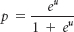 p = e^u / (1 + e^u)